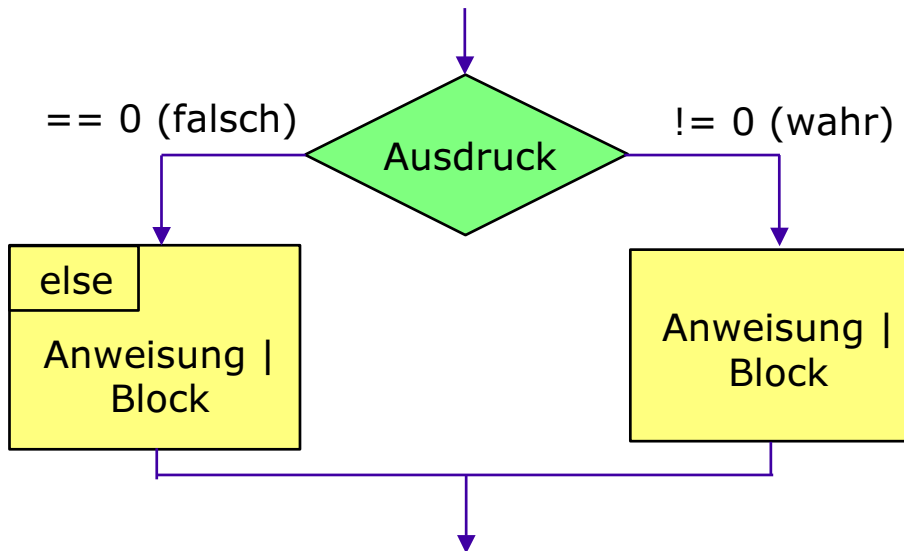 == 0 (falsch)
!= 0 (wahr)
Ausdruck
else
Anweisung |
Block
Anweisung |
Block